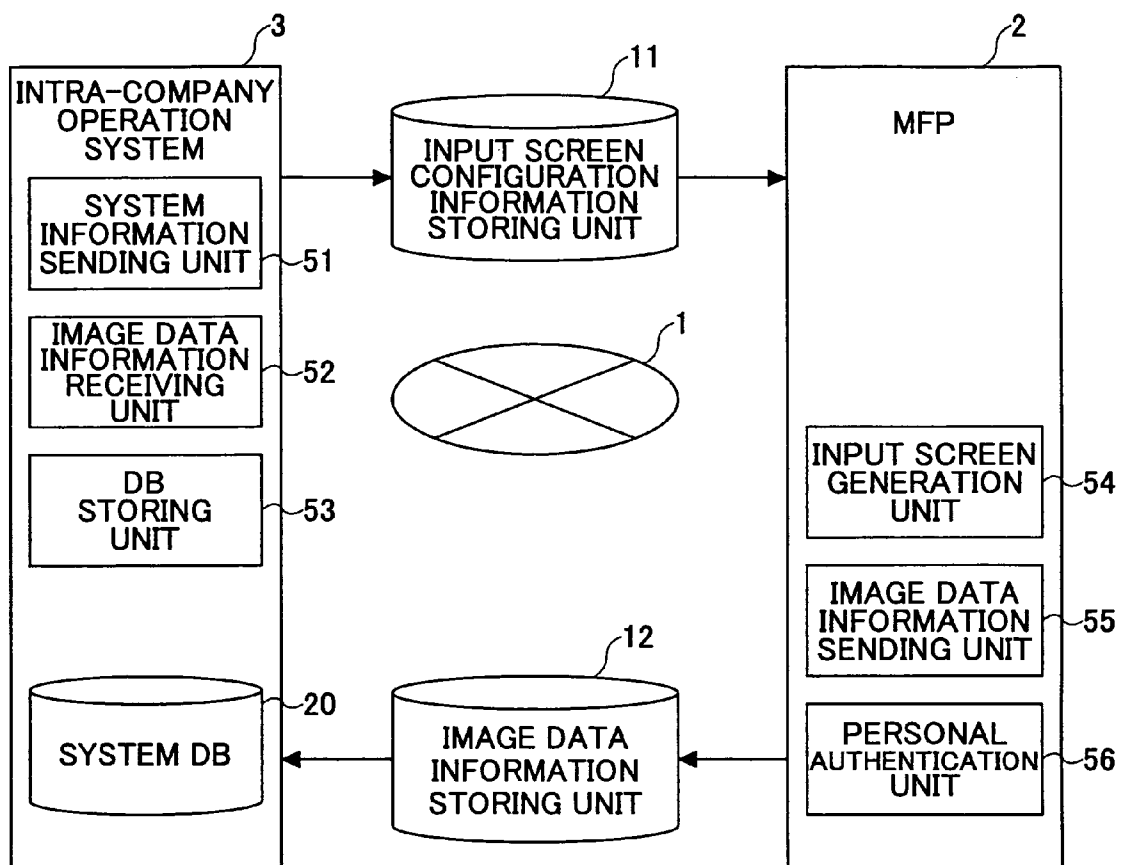 3
INTRA-COMPANY
OPERATION
SYSTEM
SYSTEM
INFORMATION
SENDING UNIT
51
IMAGE DATA
INFORMATION
RECEIVING
UNIT
52
DB
STORING
UNIT
53
20
SYSTEM DB
11
INPUT SCREEN
CONFIGURATION
INFORMATION
STORING UNIT
1
12
IMAGE DATA
INFORMATION
STORING UNIT
2
MFP
INPUT SCREEN
GENERATION
UNIT
54
IMAGE DATA
INFORMATION
SENDING UNIT
55
PERSONAL
AUTHENTICATION
UNIT
56